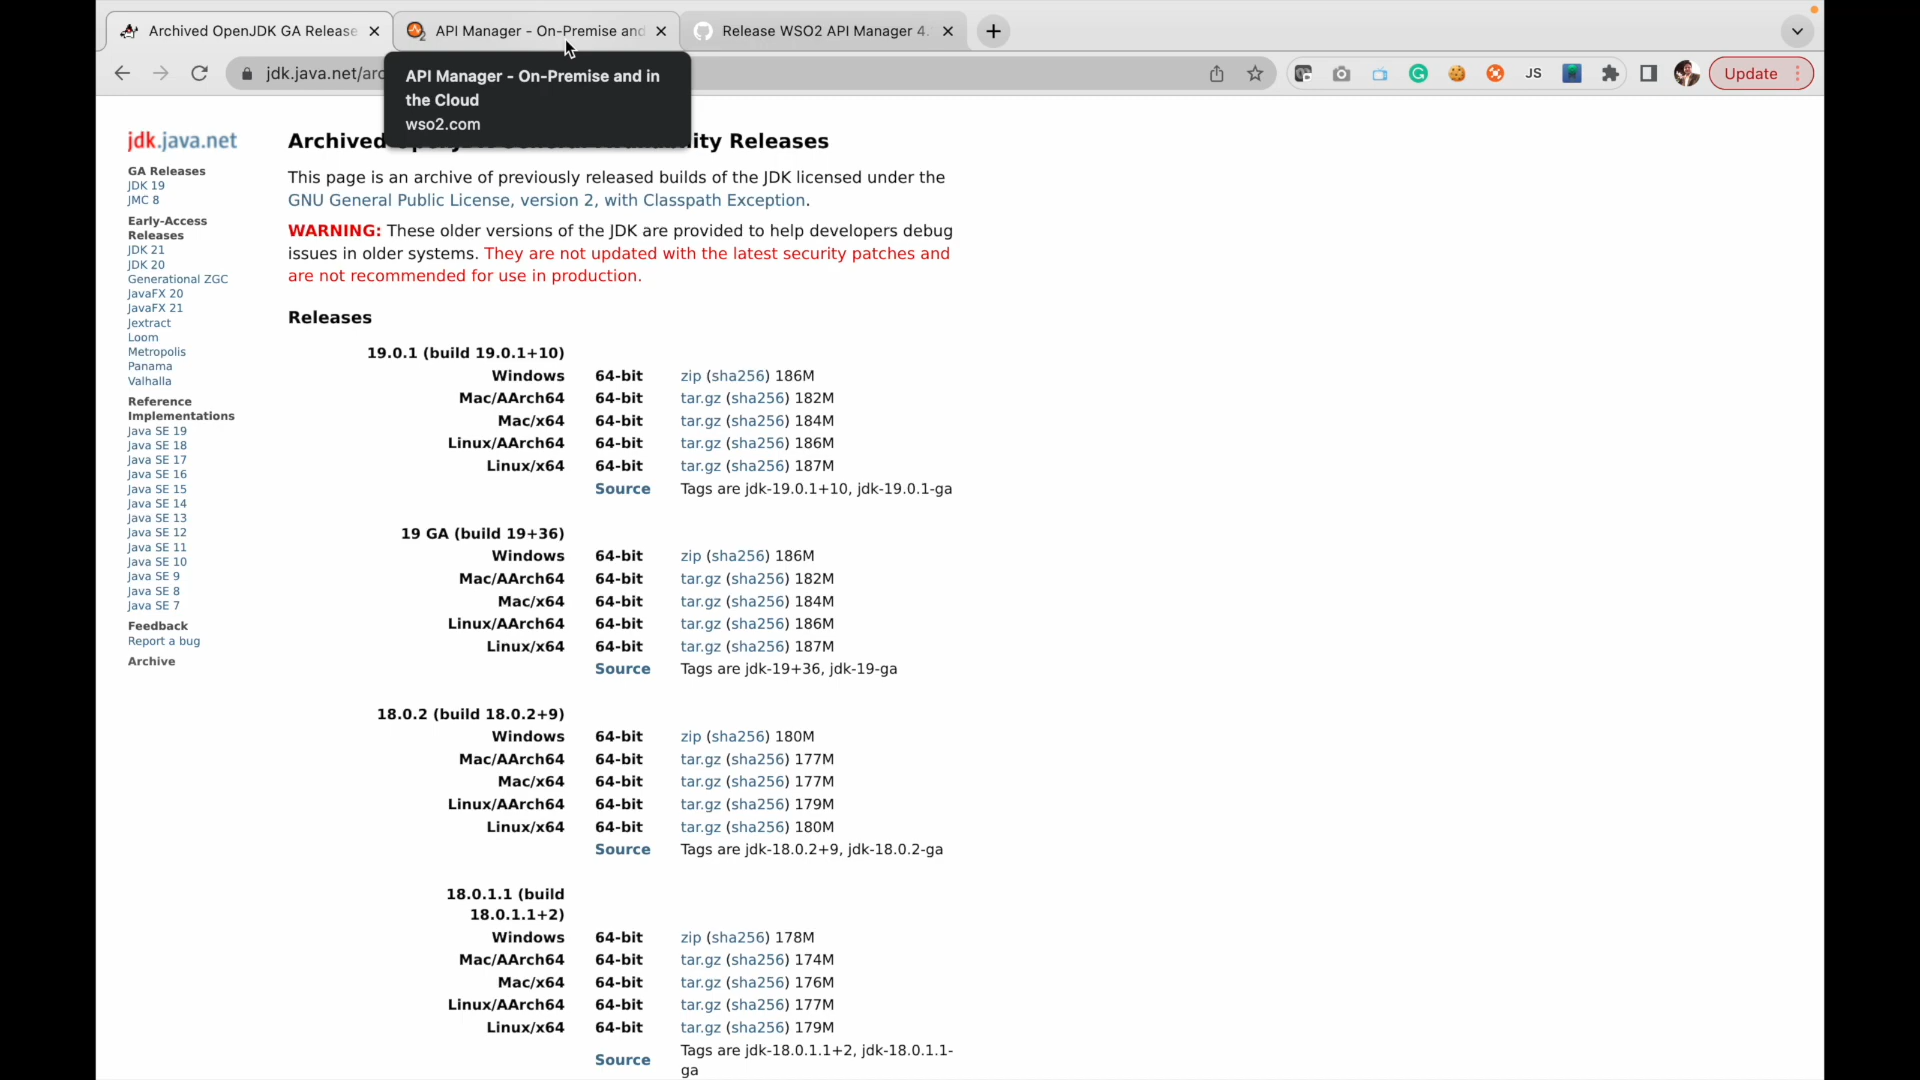 Archived OpenJDK GA Release
API Manager - On-Premise and
Release WSO2 API Manager 4.
jdk.java.net/arc
JS
Update
API Manager - On-Premise and in
the Cloud
wso2.com
jdk.java.net
GA Releases
JDK 19
JMC 8
Early-Access
Releases
JDK 21
JDK 20
Generational ZGC
JavaFX 20
JavaFX 21
Jextract
Loom
Metropolis
Panama
Valhalla
Reference
Implementations
Java SE 19
Java SE 18
Java SE 17
Java SE 16
Java SE 15
Java SE 14
Java SE 13
Java SE 12
Java SE 11
Java SE 10
Java SE 9
Java SE 8
Java SE 7
Feedback
Report a bug
Archive
Archived ity Releases
This page is an archive of previously released builds of the JDK licensed under the
GNU General Public License, version 2, with Classpath Exception.
WARNING: These older versions of the JDK are provided to help developers debug
issues in older systems. They are not updated with the latest security patches and
are not recommended for use in production.
Releases
19.0.1 (build 19.0.1+10)
Windows 64-bit zip (sha256) 186M
Mac/AArch64 64-bit tar.gz (sha256) 182M
Mac/x64 64-bit tar.gz (sha256) 184M
Linux/AArch64 64-bit tar.gz (sha256) 186M
Linux/x64 64-bit tar.gz (sha256) 187M
Source Tags are jdk-19.0.1+10, jdk-19.0.1-ga
19 GA (build 19+36)
Windows 64-bit zip (sha256) 186M
Mac/AArch64 64-bit tar.gz (sha256) 182M
Mac/x64 64-bit tar.gz (sha256) 184M
Linux/AArch64 64-bit tar.gz (sha256) 186M
Linux/x64 64-bit tar.gz (sha256) 187M
Source Tags are jdk-19+36, jdk-19-ga
18.0.2 (build 18.0.2+9)
Windows 64-bit zip (sha256) 180M
Mac/AArch64 64-bit tar.gz (sha256) 177M
Mac/x64 64-bit tar.gz (sha256) 177M
Linux/AArch64 64-bit tar.gz (sha256) 179M
Linux/x64 64-bit tar.gz (sha256) 180M
Source Tags are jdk-18.0.2+9, jdk-18.0.2-ga
18.0.1.1 (build
18.0.1.1+2)
Windows 64-bit zip (sha256) 178M
Mac/AArch64 64-bit tar.gz (sha256) 174M
Mac/x64 64-bit tar.gz (sha256) 176M
Linux/AArch64 64-bit tar.gz (sha256) 177M
Linux/x64 64-bit tar.gz (sha256) 179M
Source Tags are jdk-18.0.1.1+2, jdk-18.0.1.1-
ga